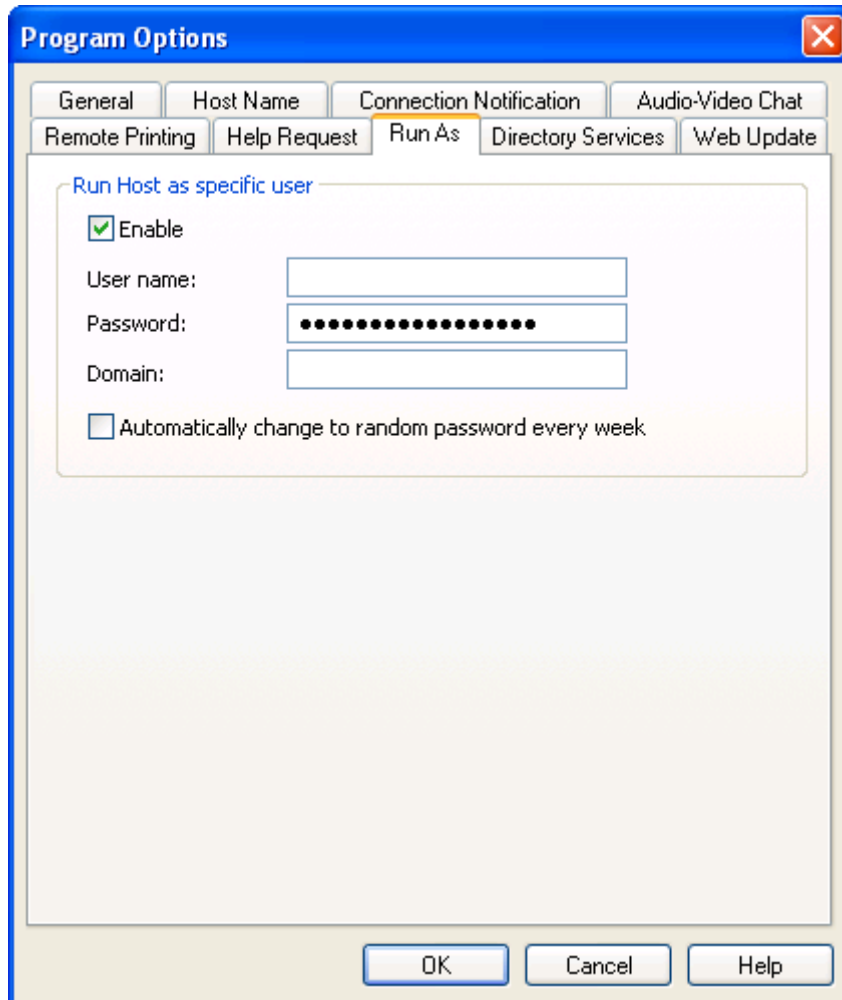 Program Options
General Host Name Connection Notification Audio-Video Chat
Remote Printing Help Request Run As Directory Services Web Update
Run Host as specific user
Enable
User name:
Password: ●●●●●●●●●●●●●●●●●
Domain:
Automatically change to random password every week
OK Cancel Help